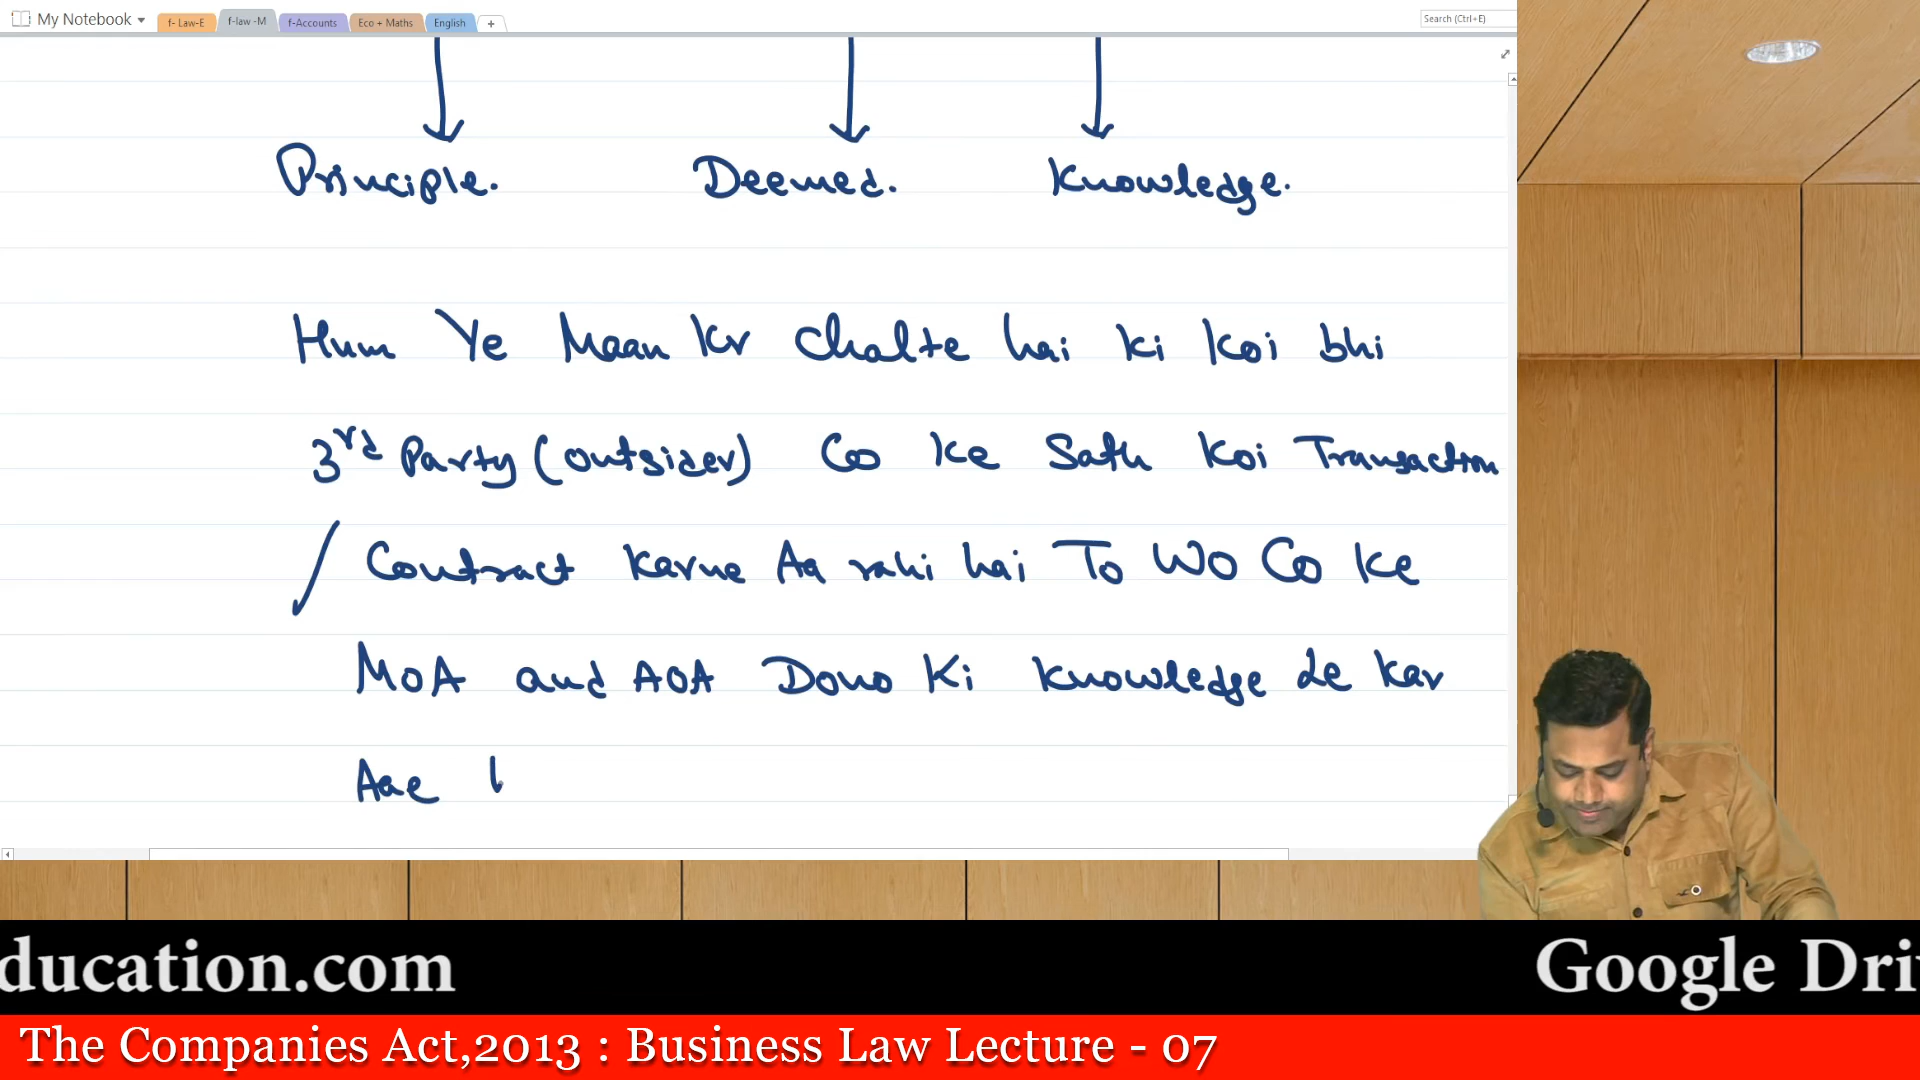 My Notebook f- Law-E f-law -M f-Accounts Eco + Maths English + Search (Ctrl+E)
Principle. Deemed. Knowledge.
Hum Ye Maan Kr Chalte hai Ki Koi bhi
3rd Party (outsider) Co Ke Sath Koi Transaction
/ Contract Karne Aa rahi hai To Wo Co Ke
MOA and AOA Dono Ki Knowledge le Kar
Aae
ducation.com Google Dri
The Companies Act,2013 : Business Law Lecture - 07